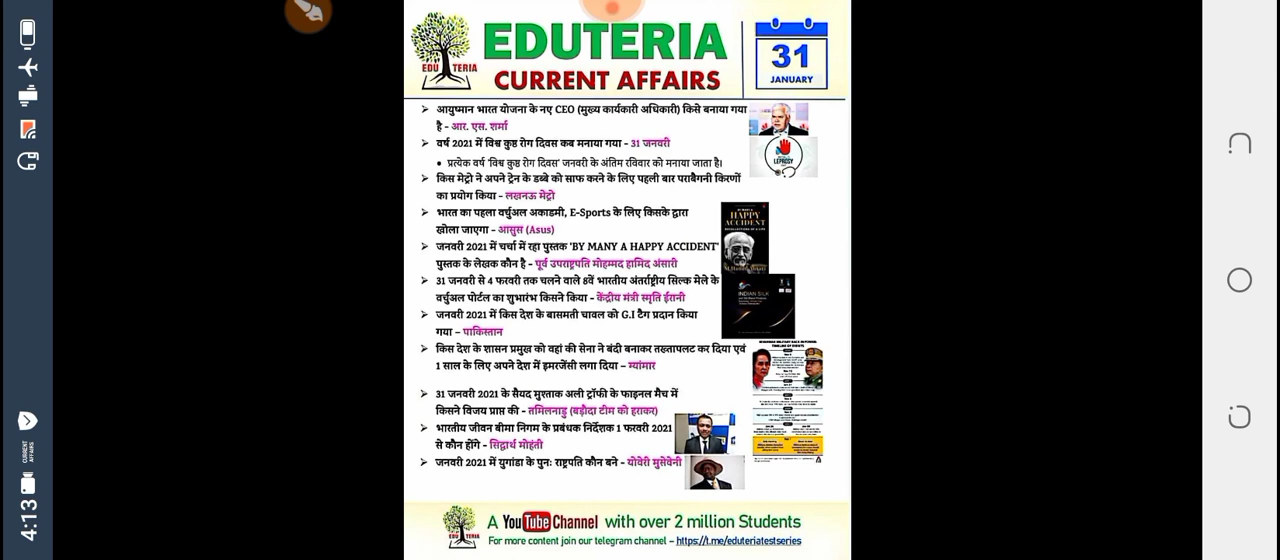 EDUTERIA
EDU TERIA
CURRENT AFFAIRS
31
JANUARY
➢ आयुष्मान भारत योजना के नए CEO (मुख्य कार्यकारी अधिकारी) किसे बनाया गया
है - आर. एस. शर्मा
➢ वर्ष 2021 में विश्व कुष्ठ रोग दिवस कब मनाया गया - 31 जनवरी
• प्रत्येक वर्ष 'विश्व कुष्ठ रोग दिवस' जनवरी के अंतिम रविवार को मनाया जाता है।
LEPROSY
➢ किस मेट्रो ने अपने ट्रेन के डब्बे को साफ करने के लिए पहली बार पराबैगनी किरणों
का प्रयोग किया - लखनऊ मेट्रो
➢ भारत का पहला वर्चुअल अकाडमी, E-Sports के लिए किसके द्वारा
खोला जाएगा - आसुस (Asus)
HAPPY
ACCIDENT
➢ जनवरी 2021 में चर्चा में रहा पुस्तक 'BY MANY A HAPPY ACCIDENT'
पुस्तक के लेखक कौन है - पूर्व उपराष्ट्रपति मोहम्मद हामिद अंसारी
➢ 31 जनवरी से 4 फरवरी तक चलने वाले 8वें भारतीय अंतर्राष्ट्रीय सिल्क मेले के
वर्चुअल पोर्टल का शुभारंभ किसने किया - केंद्रीय मंत्री स्मृति ईरानी
INDIAN SILK
➢ जनवरी 2021 में किस देश के बासमती चावल को G.I टैग प्रदान किया
गया – पाकिस्तान
➢ किस देश के शासन प्रमुख को वहां की सेना ने बंदी बनाकर तख्तापलट कर दिया एवं
1 साल के लिए अपने देश में इमरजेंसी लगा दिया – म्यांमार
➢ 31 जनवरी 2021 के सैयद मुश्ताक अली ट्रॉफी के फाइनल मैच में
किसने विजय प्राप्त की - तमिलनाडु (बड़ौदा टीम को हराकर)
➢ भारतीय जीवन बीमा निगम के प्रबंधक निर्देशक 1 फरवरी 2021
से कौन होंगे - सिद्वार्थ मोहंती
➢ जनवरी 2021 में युगांडा के पुनः राष्ट्रपति कौन बने - योवेरी मुसेवेनी
EDU TERIA
A YouTube Channel with over 2 million Students
For more content join our telegram channel – https://t.me/eduteriatestseries
4:13
CURRENT
AFFAIRS